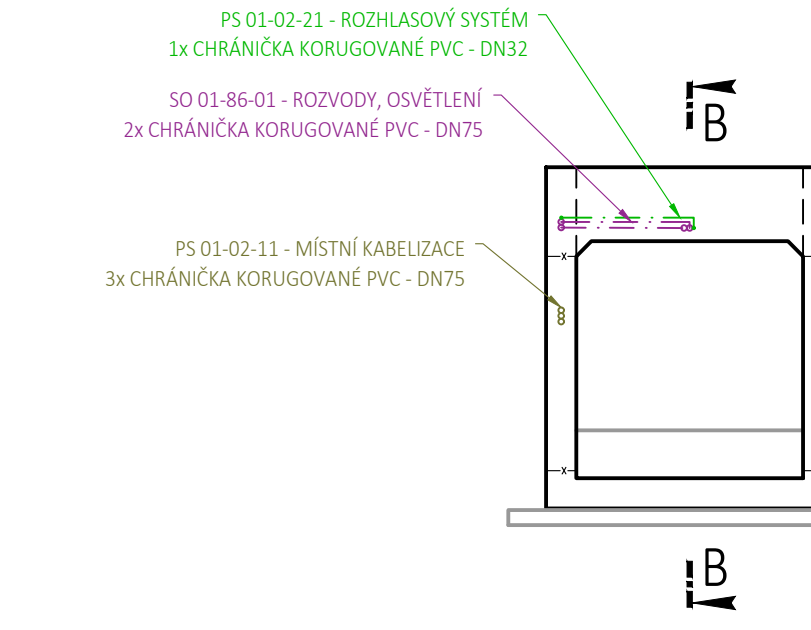 PS 01-02-21 - ROZHLASOVÝ SYSTÉM
1x CHRÁNIČKA KORUGOVANÉ PVC - DN32
SO 01-86-01 - ROZVODY, OSVĚTLENÍ
2x CHRÁNIČKA KORUGOVANÉ PVC - DN75
B
PS 01-02-11 - MÍSTNÍ KABELIZACE
3x CHRÁNIČKA KORUGOVANÉ PVC - DN75
B